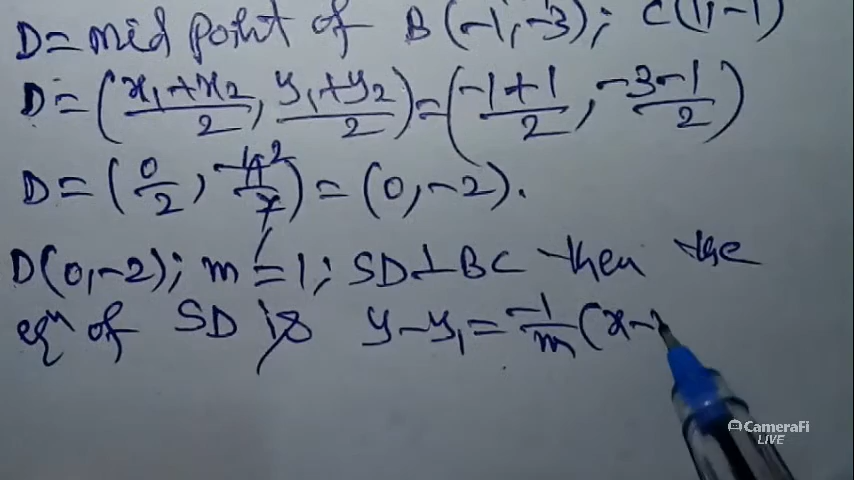 D = mid point of B(-1,-3); C(1,-1)
D = (x₁+x₂/2, y₁+y₂/2) = (-1+1/2, -3-1/2)
D = (0/2, -4²/2) = (0,-2).
D(0,-2); m = 1; SD⊥BC then the
eqⁿ of SD is y-y₁ = -1/m (x-
CameraFi
LIVE